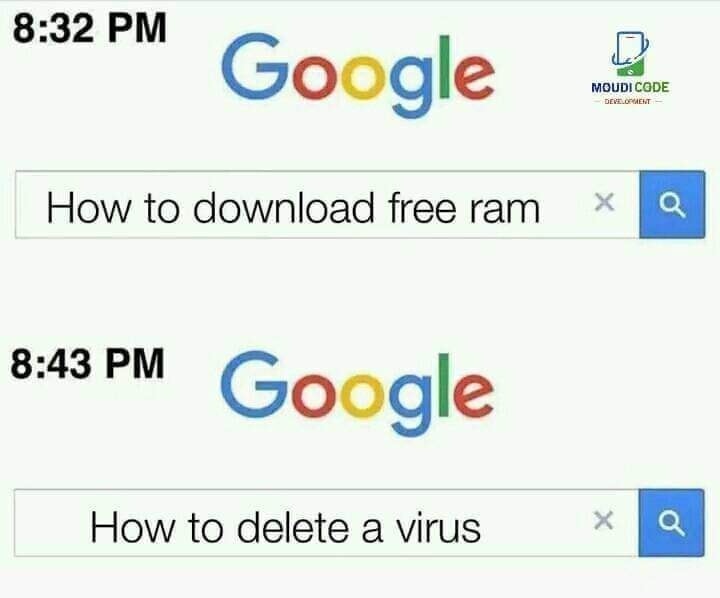 8:32 PM
Google
MOUDI CODE
DEVELOPMENT
How to download free ram
8:43 PM
Google
How to delete a virus